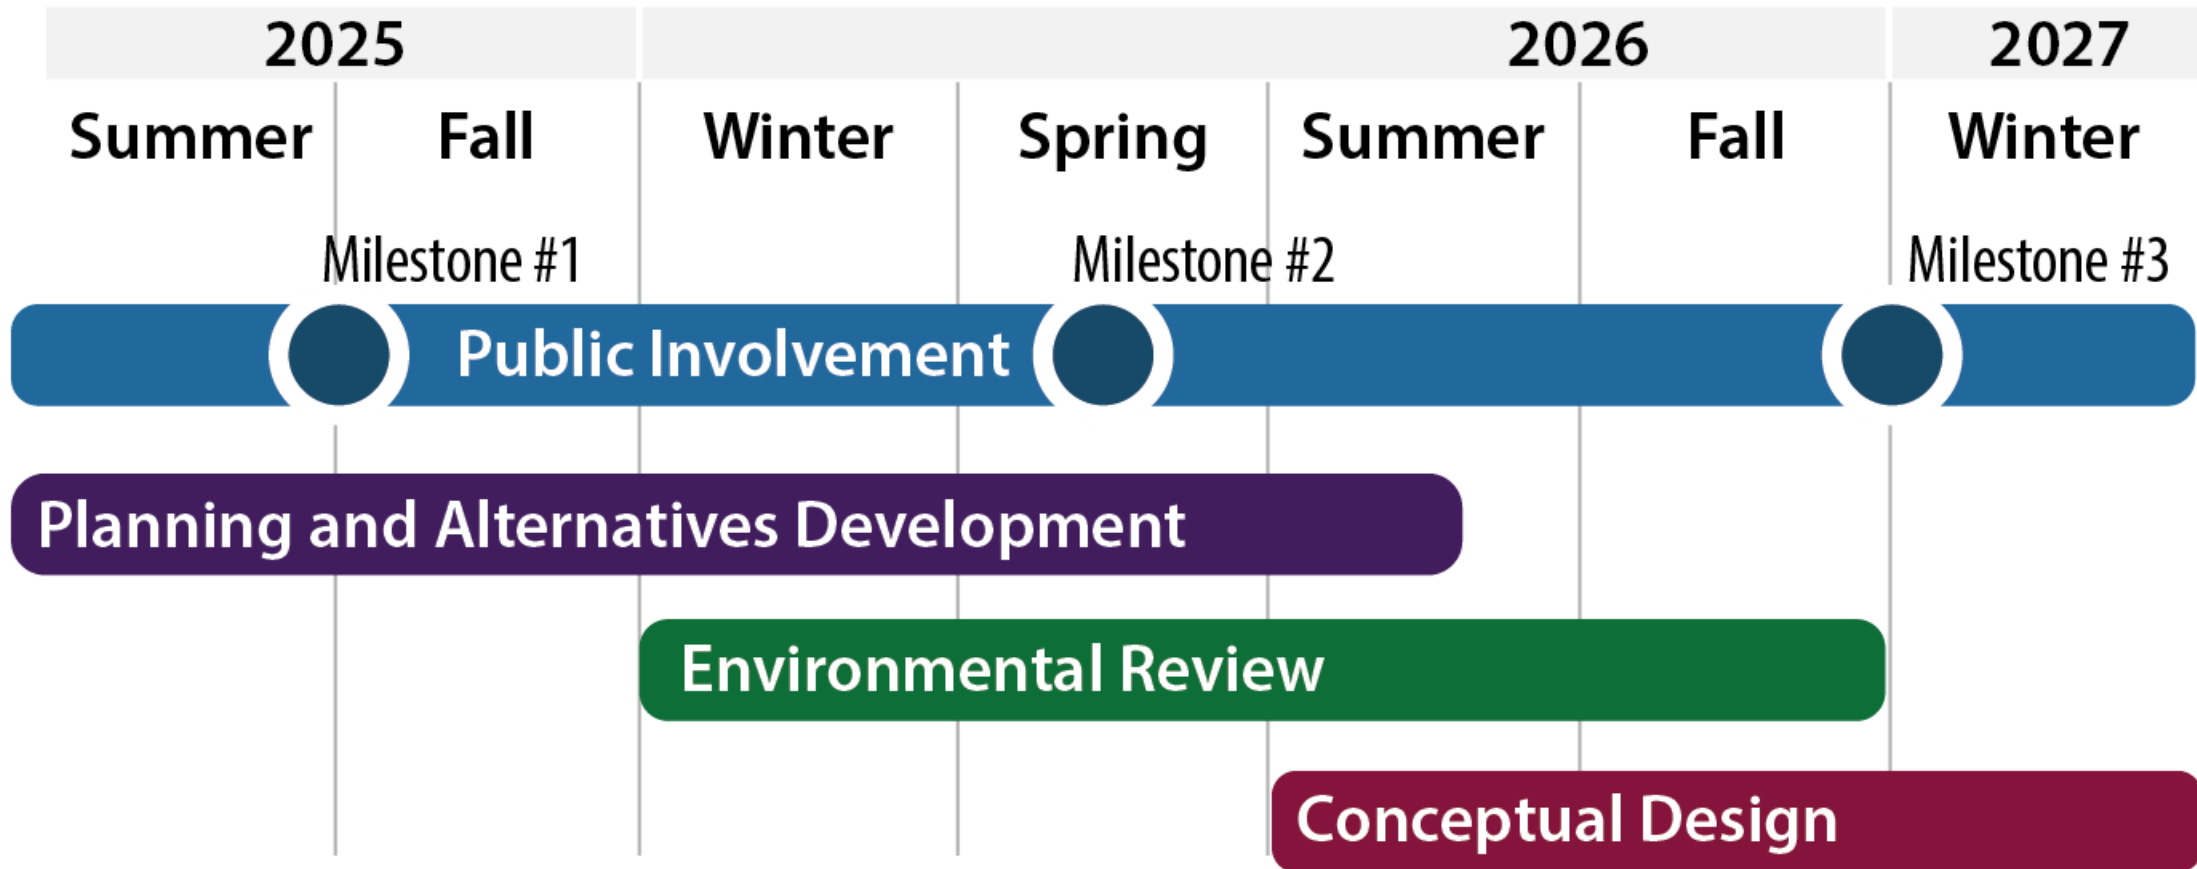 2025 2026 2027
Summer Fall Winter Spring Summer Fall Winter
Milestone #1 Milestone #2 Milestone #3
Public Involvement
Planning and Alternatives Development
Environmental Review
Conceptual Design